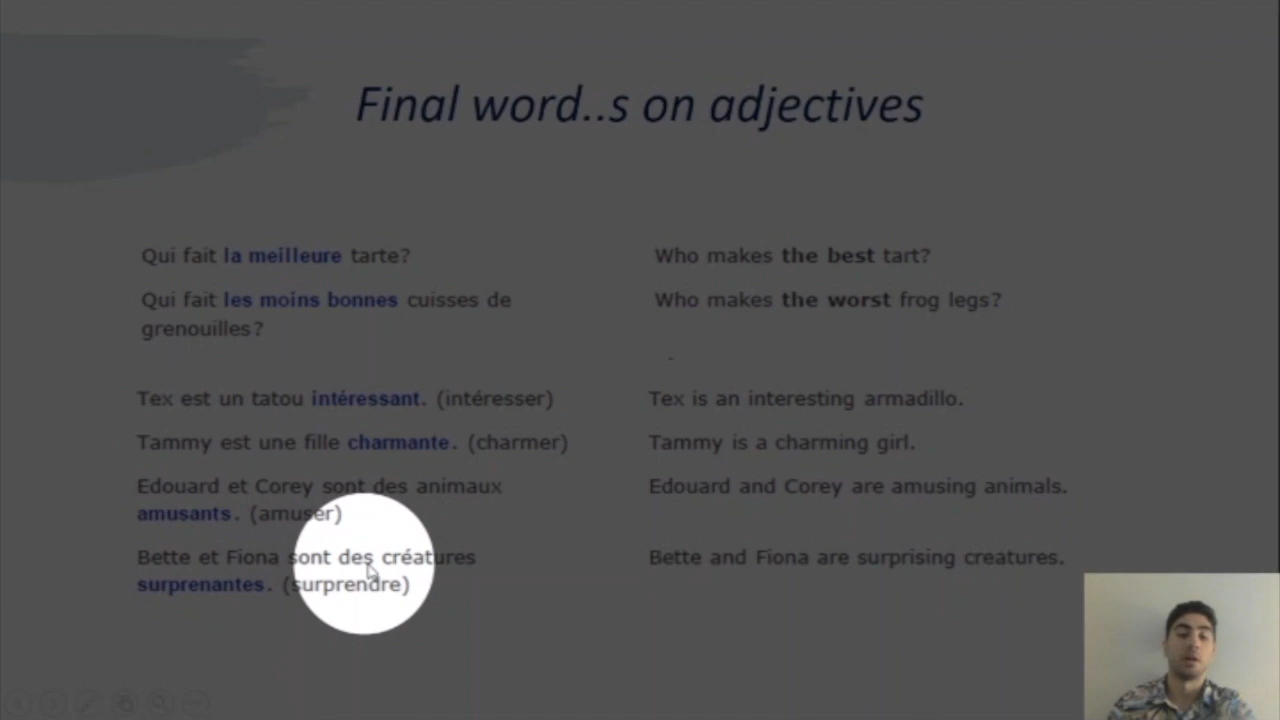 Final word..s on adjectives
Qui fait la meilleure tarte?
Who makes the best tart?
Qui fait les moins bonnes cuisses de
grenouilles?
Who makes the worst frog legs?
Tex est un tatou intéressant. (intéresser)
Tex is an interesting armadillo.
Tammy est une fille charmante. (charmer)
Tammy is a charming girl.
Edouard et Corey sont des animaux
amusants. (amuser)
Edouard and Corey are amusing animals.
Bette et Fiona sont des créatures
surprenantes. (surprendre)
Bette and Fiona are surprising creatures.